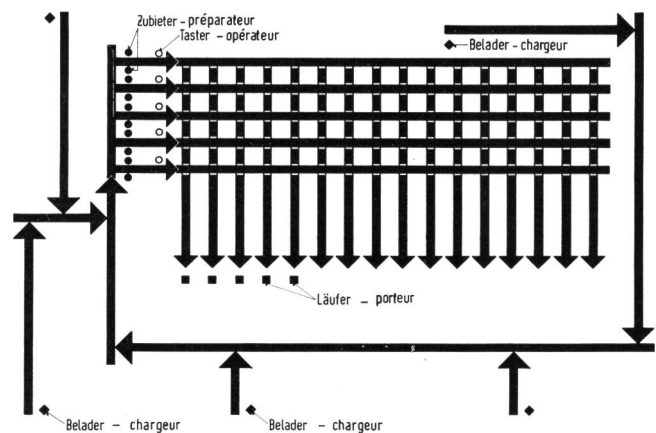 Zubieter - préparateur
Taster - opérateur
Belader - chargeur
Läufer - porteur
Belader - chargeur
Belader - chargeur